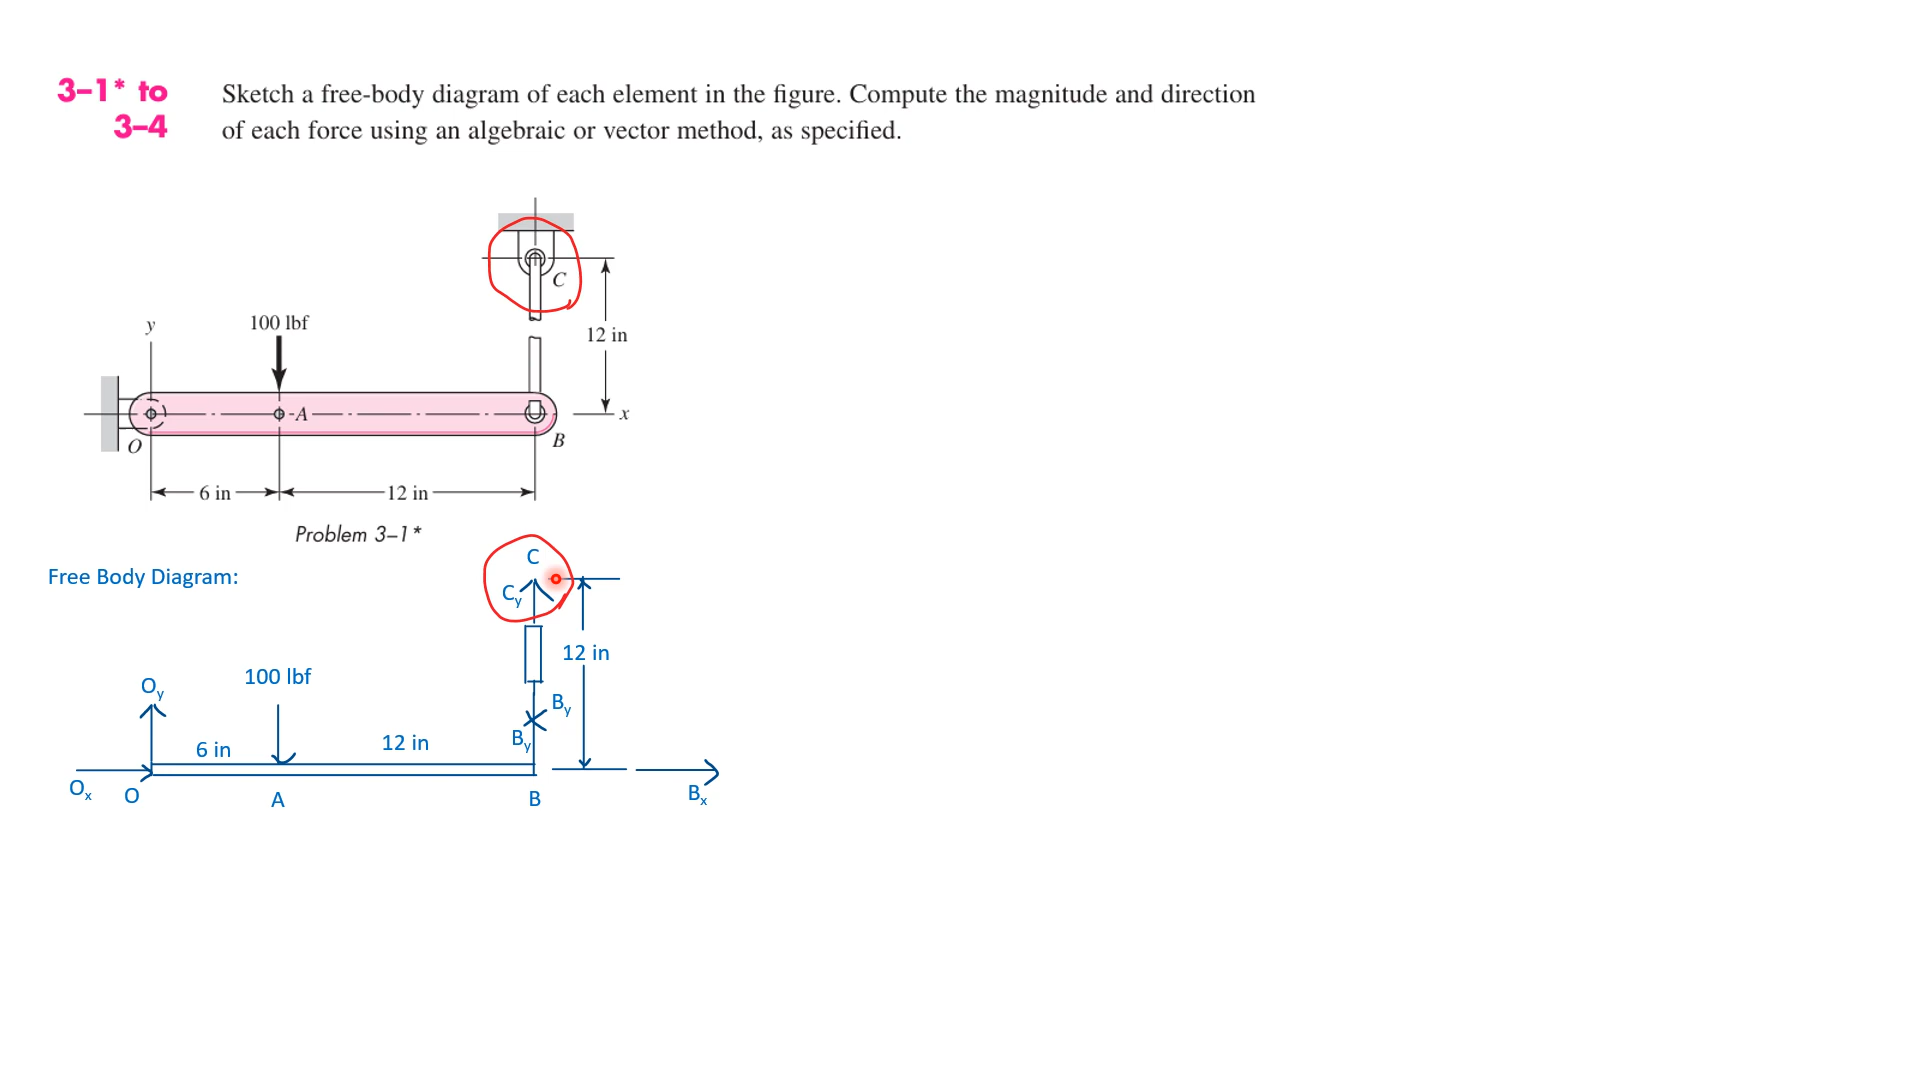 3–1* to
3–4
Sketch a free-body diagram of each element in the figure. Compute the magnitude and direction
of each force using an algebraic or vector method, as specified.
C
y
100 lbf
12 in
A
x
O
B
6 in
12 in
Problem 3–1*
C
Free Body Diagram:
Cy
12 in
100 lbf
Oy
By
By
12 in
6 in
Ox
O
A
B
Bx